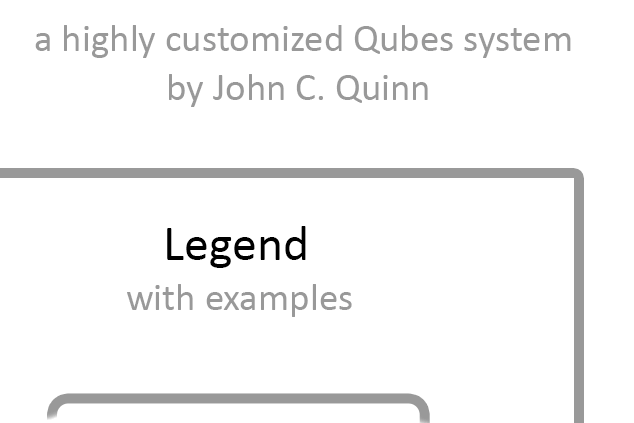 a highly customized Qubes system
by John C. Quinn
Legend
with examples